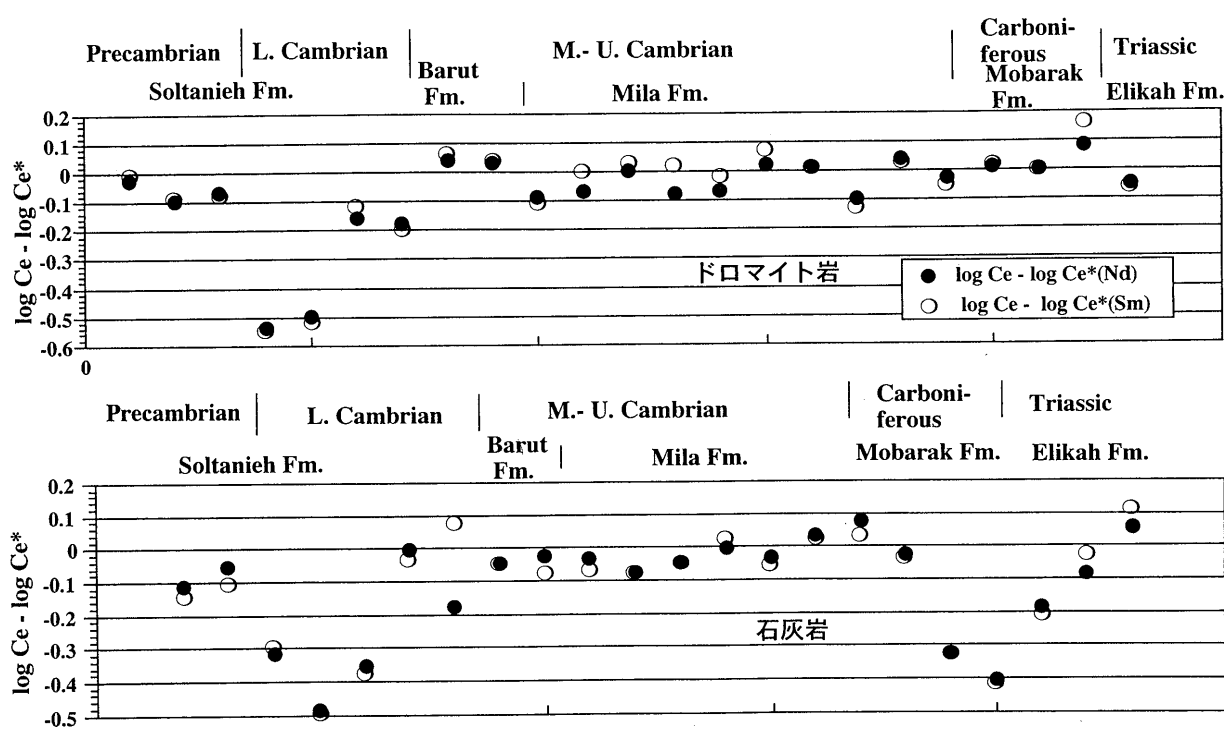 Precambrian
L. Cambrian
M.- U. Cambrian
Carboni-
ferous
Triassic
Soltanieh Fm.
Barut
Fm.
Mila Fm.
Mobarak
Fm.
Elikah Fm.
log Ce - log Ce*
0.2
0.1
0
-0.1
-0.2
-0.3
-0.4
-0.5
-0.6
0
ドロマイト岩
log Ce - log Ce*(Nd)
log Ce - log Ce*(Sm)
Precambrian
L. Cambrian
M.- U. Cambrian
Carboni-
ferous
Triassic
Soltanieh Fm.
Barut
Fm.
Mila Fm.
Mobarak Fm.
Elikah Fm.
log Ce - log Ce*
0.2
0.1
0
-0.1
-0.2
-0.3
-0.4
-0.5
石灰岩